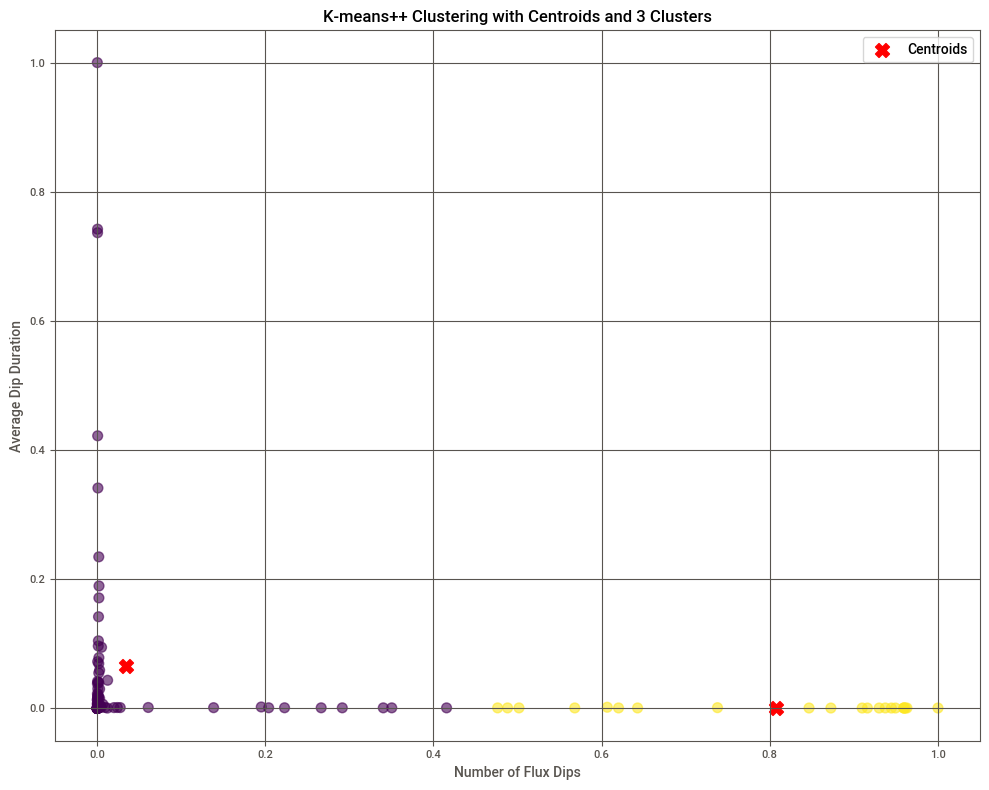 K-means++ Clustering with Centroids and 3 Clusters
Centroids
1.0
0.8
0.6
0.4
0.2
0.0
Average Dip Duration
0.0 0.2 0.4 0.6 0.8 1.0
Number of Flux Dips